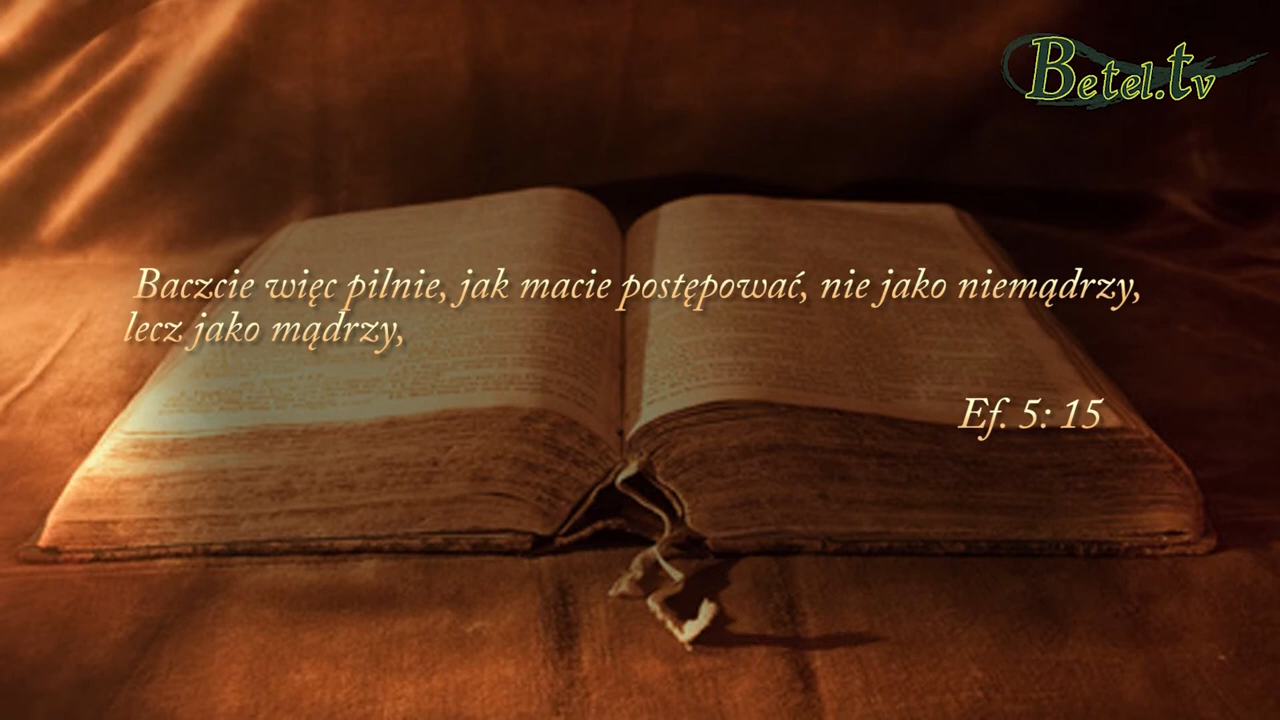 Betel.tv
Baczcie więc pilnie, jak macie postępować, nie jako niemądrzy,
lecz jako mądrzy,
Ef. 5: 15